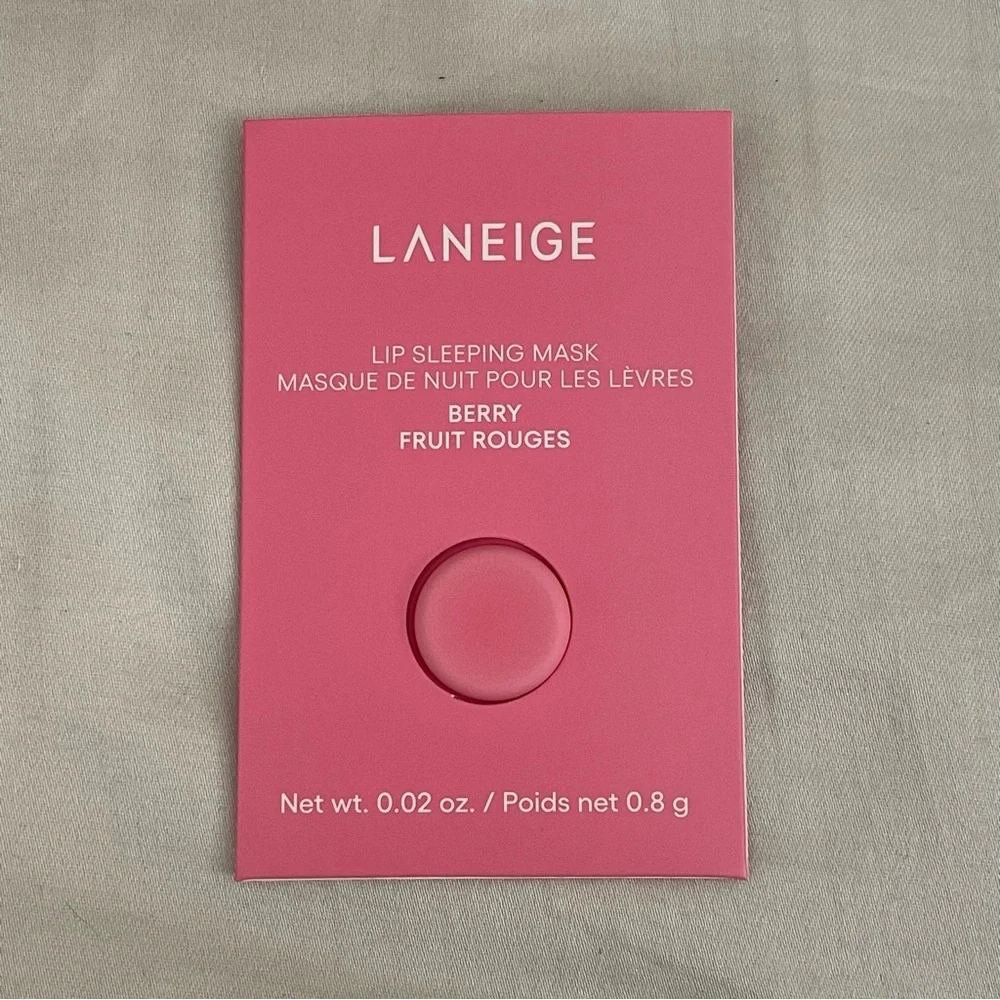 LANEIGE
LIP SLEEPING MASK
MASQUE DE NUIT POUR LES LÈVRES
BERRY
FRUIT ROUGES
Net wt. 0.02 oz. / Poids net 0.8 g